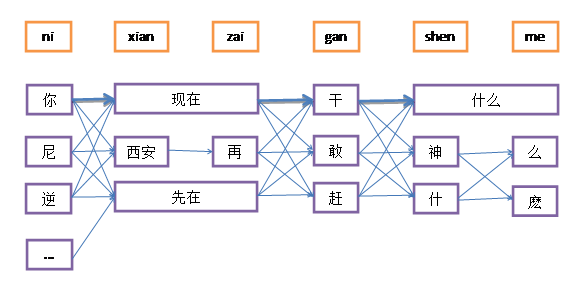 ni xian zai gan shen me
你 现在 干 什么
尼 西安 再 敢 神 么
逆 先在 赶 什 麽
...